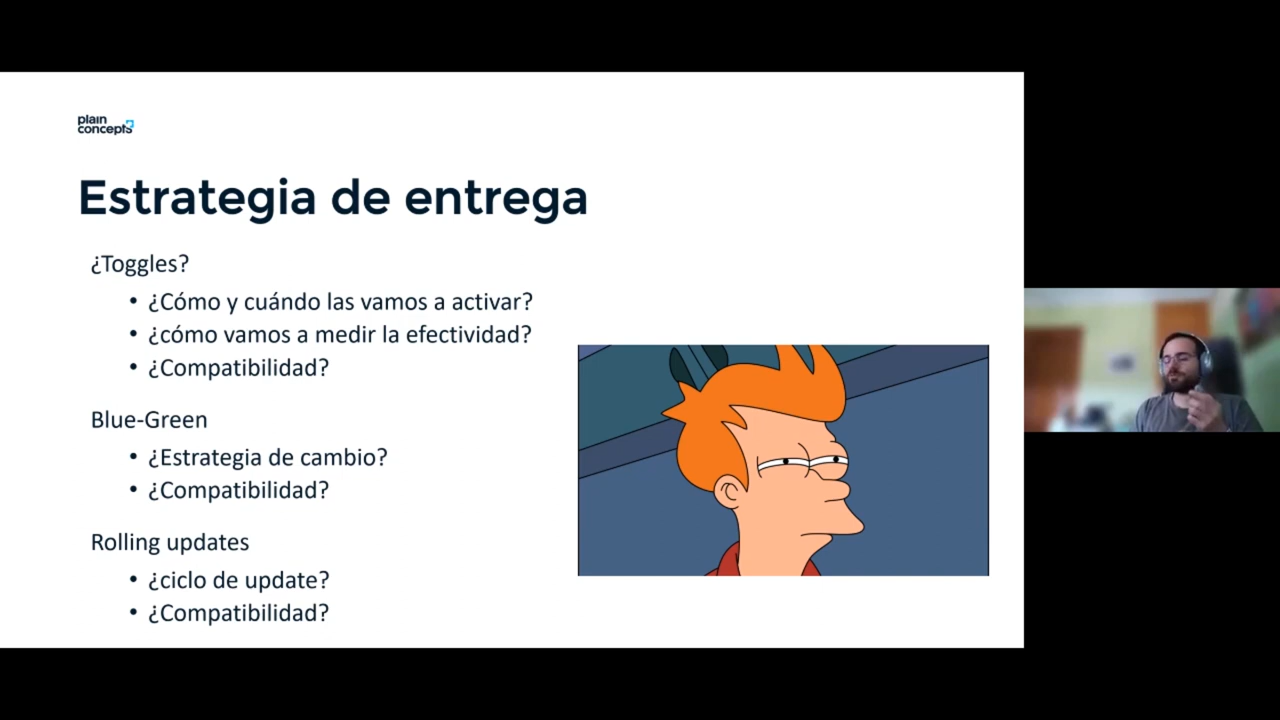 plain
concepts
Estrategia de entrega
¿Toggles?
• ¿Cómo y cuándo las vamos a activar?
• ¿cómo vamos a medir la efectividad?
• ¿Compatibilidad?
Blue-Green
• ¿Estrategia de cambio?
• ¿Compatibilidad?
Rolling updates
• ¿ciclo de update?
• ¿Compatibilidad?